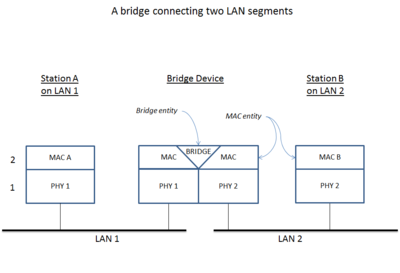 A bridge connecting two LAN segments
Station A
on LAN 1
Bridge Device
Station B
on LAN 2
Bridge entity
MAC entity
2
MAC A
MAC
BRIDGE
MAC
MAC B
1
PHY 1
PHY 1
PHY 2
PHY 2
LAN 1
LAN 2